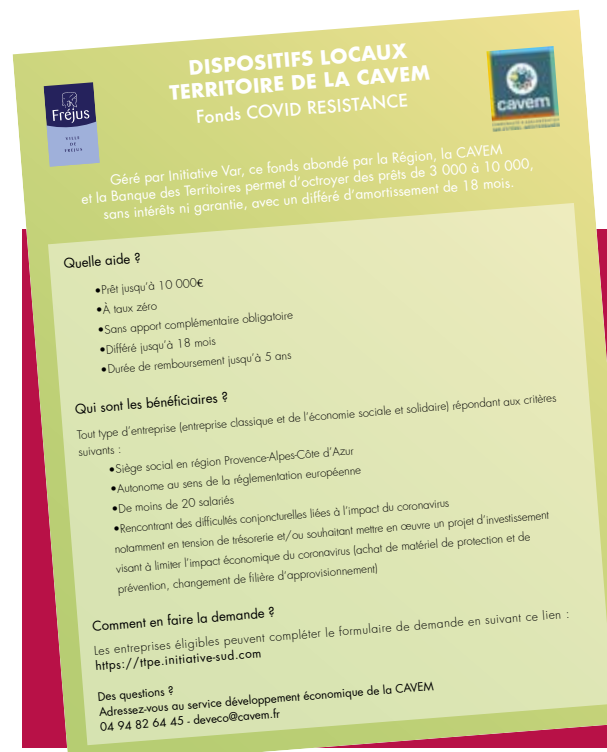 DISPOSITIFS LOCAUX
TERRITOIRE DE LA CAVEM
Fonds COVID RESISTANCE
Fréjus
VILLE
DE
FRÉJUS
cavem
Géré par Initiative Var, ce fonds abondé par la Région, la CAVEM
et la Banque des Territoires permet d'octroyer des prêts de 3 000 à 10 000,
sans intérêts ni garantie, avec un différé d'amortissement de 18 mois.
Quelle aide ?
•Prêt jusqu'à 10 000€
•À taux zéro
•Sans apport complémentaire obligatoire
•Différé jusqu'à 18 mois
•Durée de remboursement jusqu'à 5 ans
Qui sont les bénéficiaires ?
Tout type d'entreprise (entreprise classique et de l'économie sociale et solidaire) répondant aux critères
suivants :
•Siège social en région Provence-Alpes-Côte d'Azur
•Autonome au sens de la réglementation européenne
•De moins de 20 salariés
•Rencontrant des difficultés conjoncturelles liées à l'impact du coronavirus
notamment en tension de trésorerie et/ou souhaitant mettre en œuvre un projet d'investissement
visant à limiter l'impact économique du coronavirus (achat de matériel de protection et de
prévention, changement de filière d'approvisionnement)
Comment en faire la demande ?
Les entreprises éligibles peuvent compléter le formulaire de demande en suivant ce lien :
https://ttpe.initiative-sud.com
Des questions ?
Adressez-vous au service développement économique de la CAVEM
04 94 82 64 45 - deveco@cavem.fr